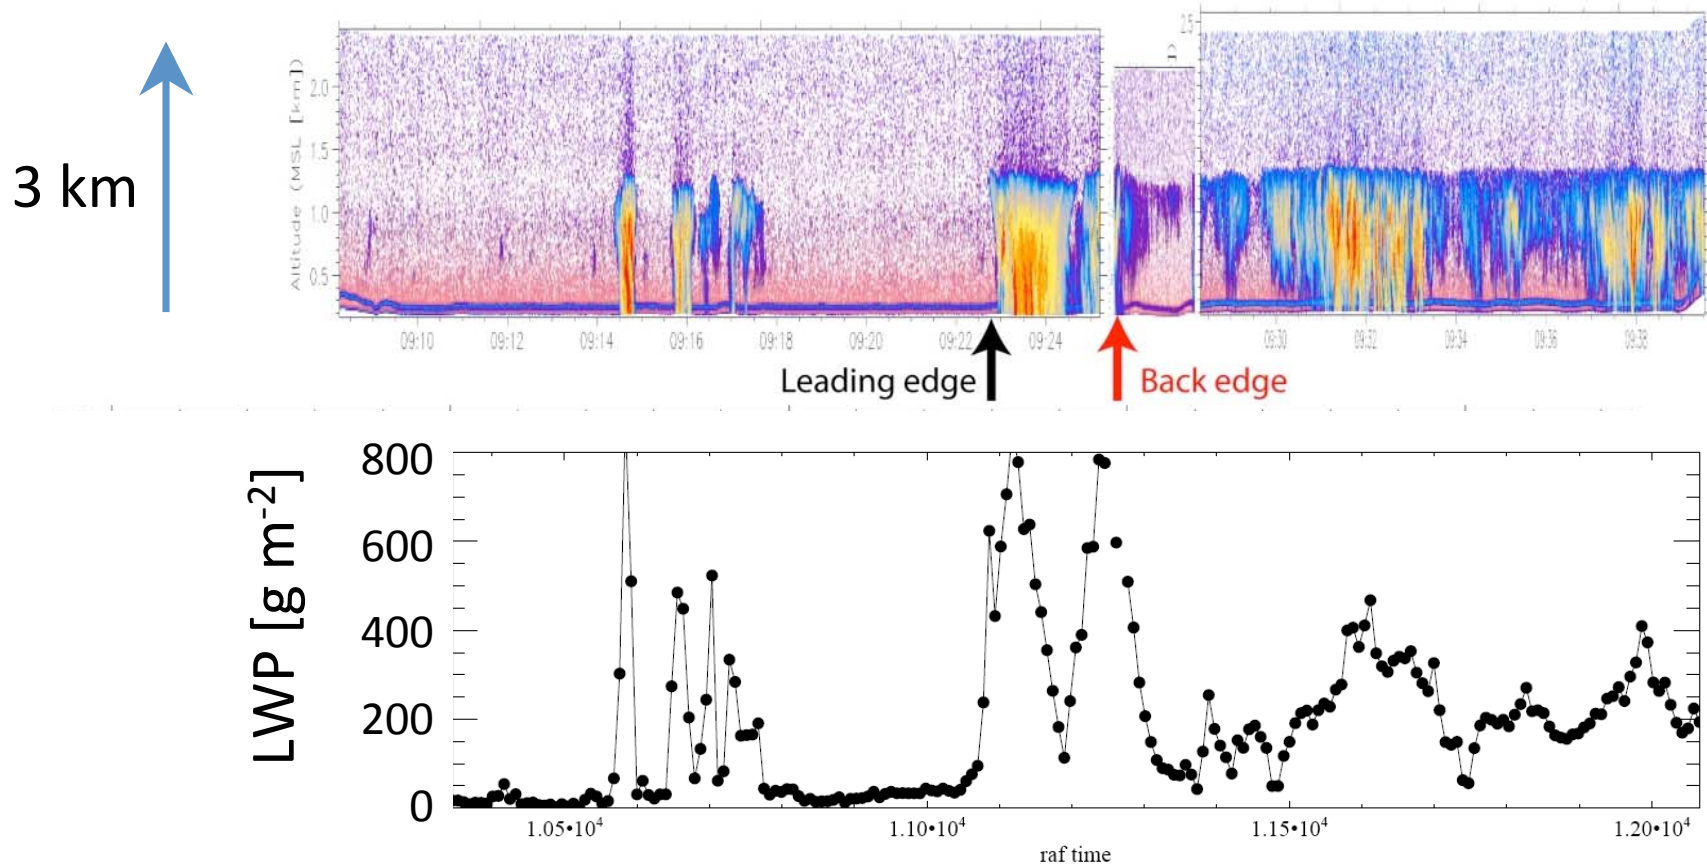 3 km
Altitude (MSL [km])
2.0
1.5
1.0
0.5
25
09:10 09:12 09:14 09:16 09:18 09:20 09:22 09:24
09:30 09:32 09:34 09:36 09:38
Leading edge
Back edge
LWP [g m-2]
800
600
400
200
0
1.05•10⁴ 1.10•10⁴ 1.15•10⁴ 1.20•10⁴
raf time